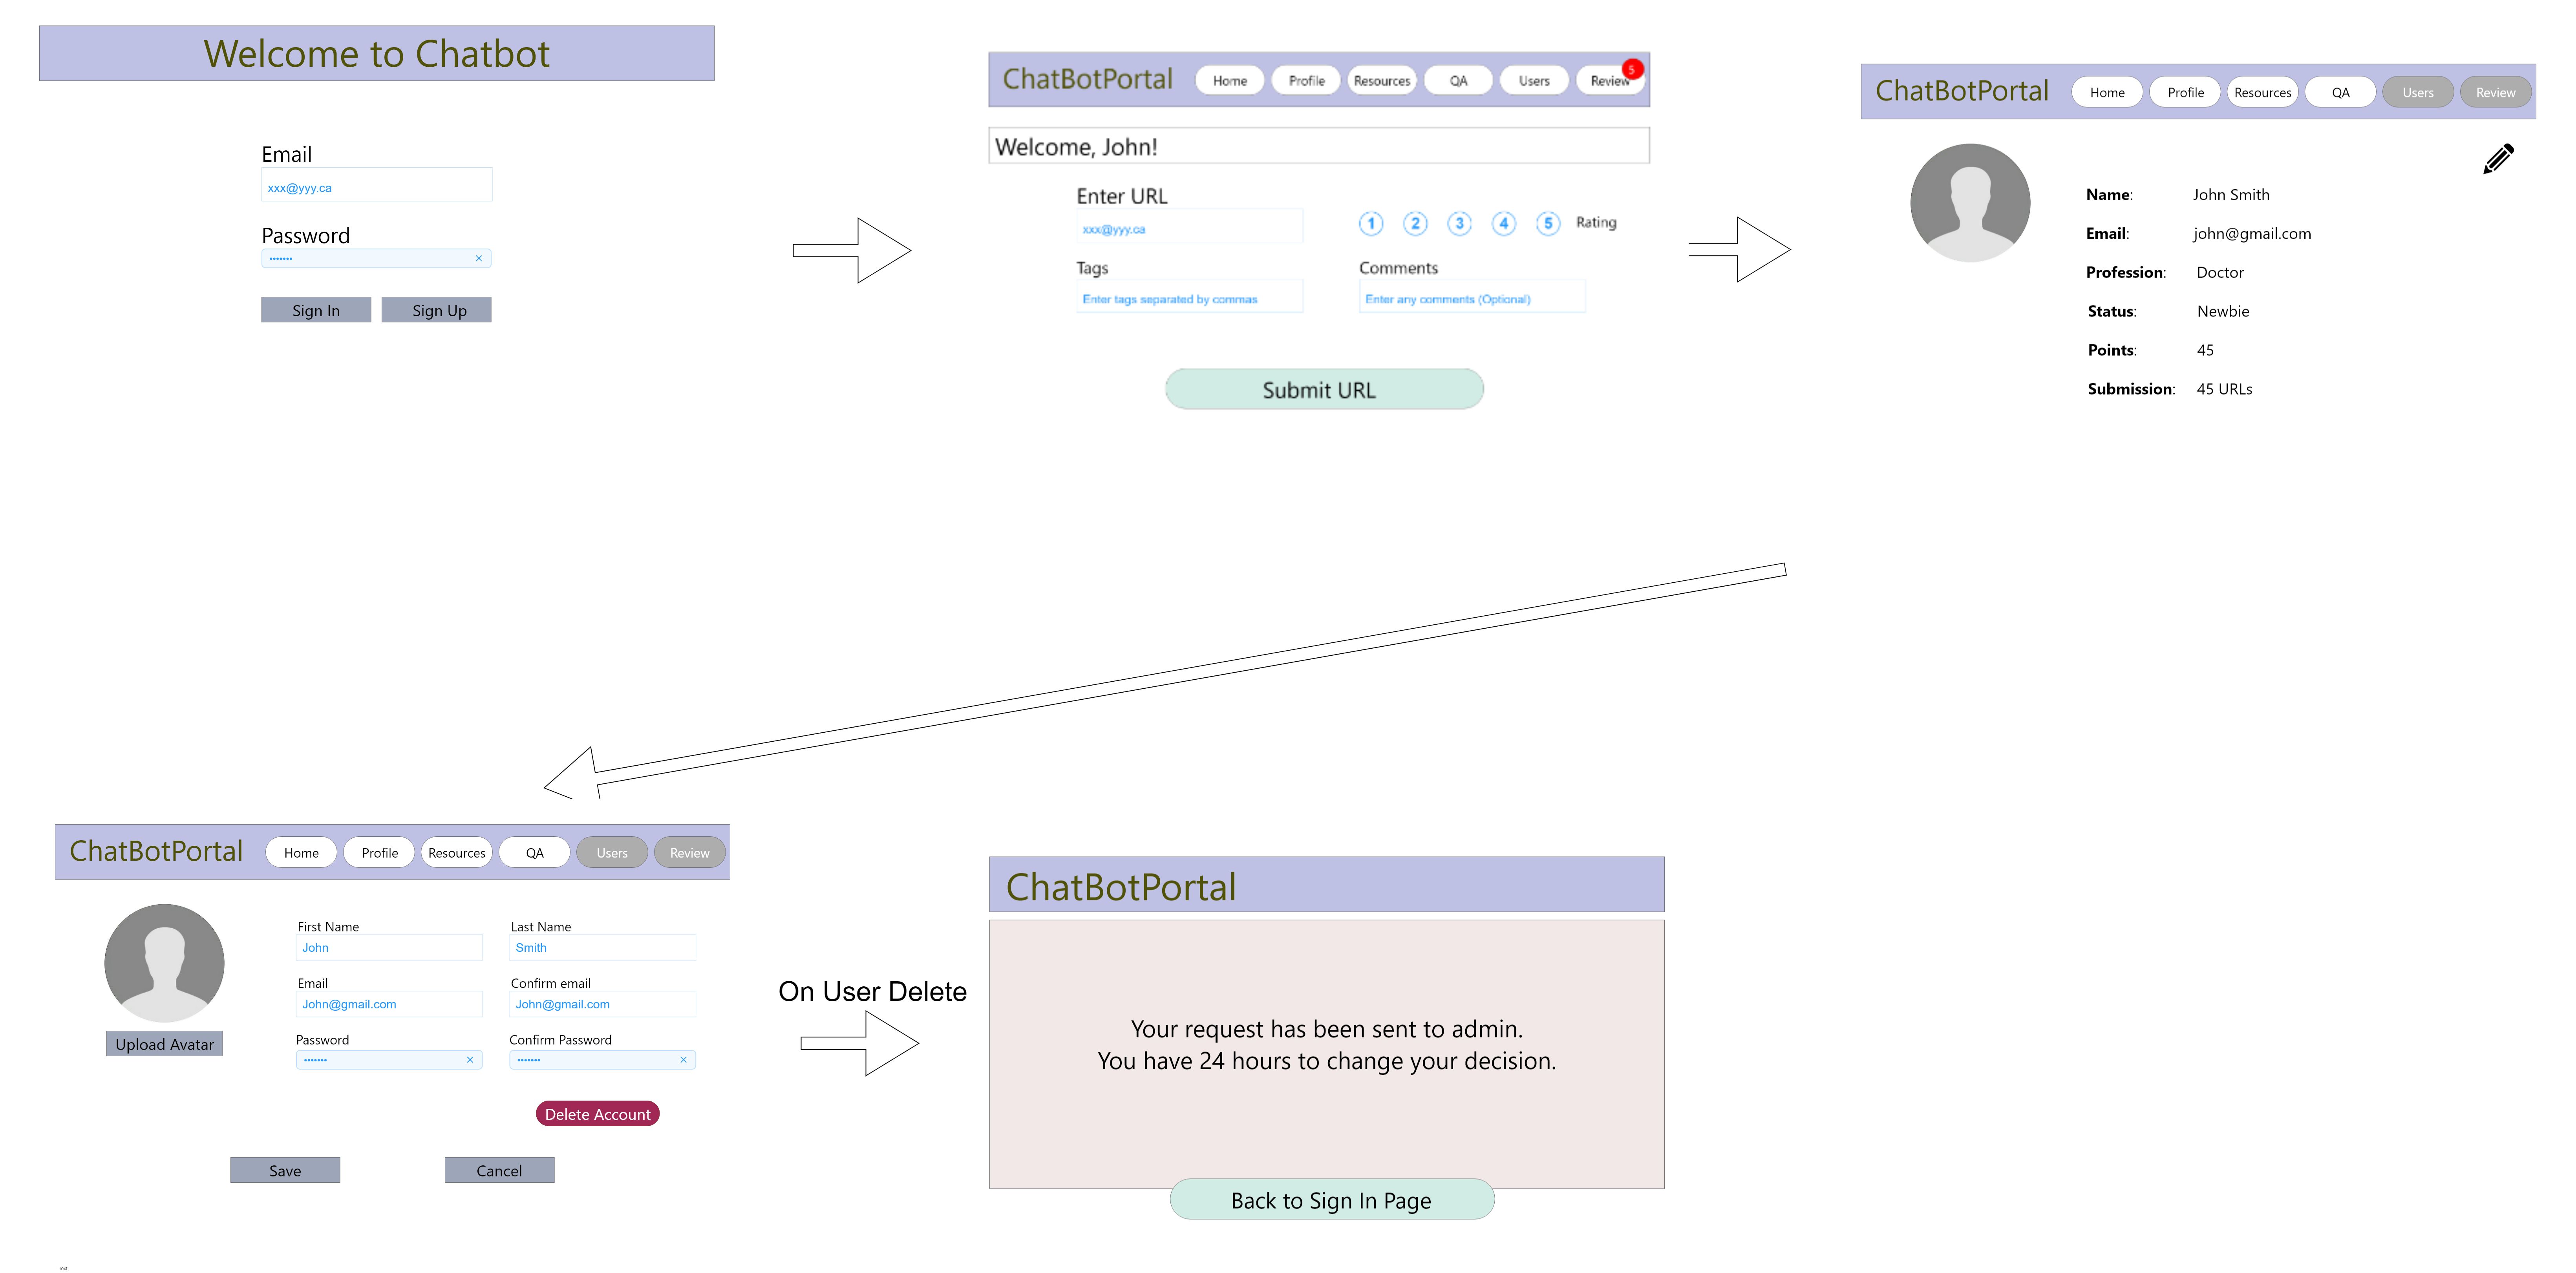 Welcome to Chatbot
Email
xxx@yyy.ca
Password
•••••••
Sign In Sign Up
ChatBotPortal Home Profile Resources QA Users Review 5
Welcome, John!
Enter URL
xxx@yyy.ca
1 2 3 4 5 Rating
Tags
Enter tags separated by commas
Comments
Enter any comments (Optional)
Submit URL
ChatBotPortal Home Profile Resources QA Users Review
Name: John Smith
Email: john@gmail.com
Profession: Doctor
Status: Newbie
Points: 45
Submission: 45 URLs
ChatBotPortal Home Profile Resources QA Users Review
Upload Avatar
First Name Last Name
John Smith
Email Confirm email
John@gmail.com John@gmail.com
Password Confirm Password
••••••• •••••••
Delete Account
Save Cancel
On User Delete
ChatBotPortal
Your request has been sent to admin.
You have 24 hours to change your decision.
Back to Sign In Page
Text